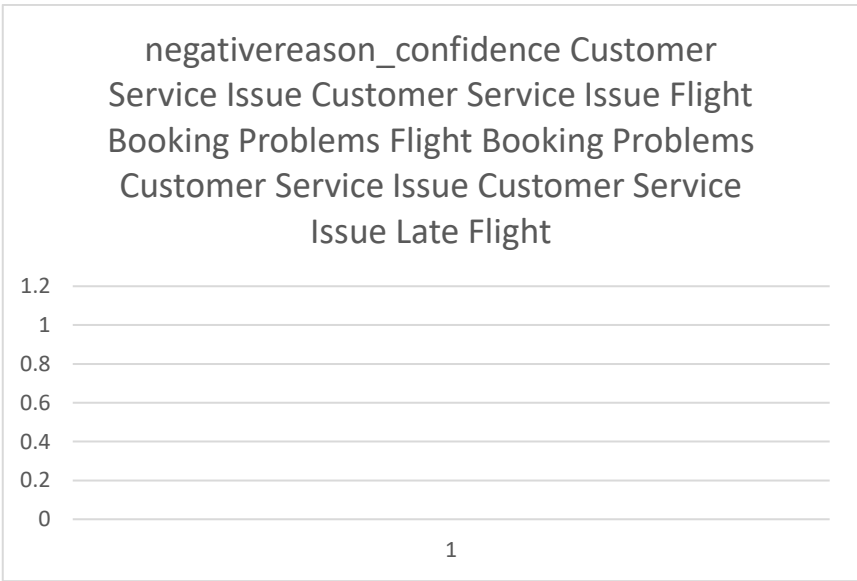 negativereason_confidence Customer
Service Issue Customer Service Issue Flight
Booking Problems Flight Booking Problems
Customer Service Issue Customer Service
Issue Late Flight
1.2
1
0.8
0.6
0.4
0.2
0
1